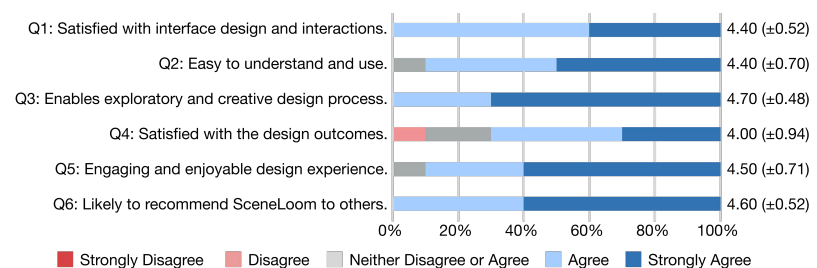 Q1: Satisfied with interface design and interactions. 4.40 (±0.52)
Q2: Easy to understand and use. 4.40 (±0.70)
Q3: Enables exploratory and creative design process. 4.70 (±0.48)
Q4: Satisfied with the design outcomes. 4.00 (±0.94)
Q5: Engaging and enjoyable design experience. 4.50 (±0.71)
Q6: Likely to recommend SceneLoom to others. 4.60 (±0.52)
0% 20% 40% 60% 80% 100%
Strongly Disagree Disagree Neither Disagree or Agree Agree Strongly Agree